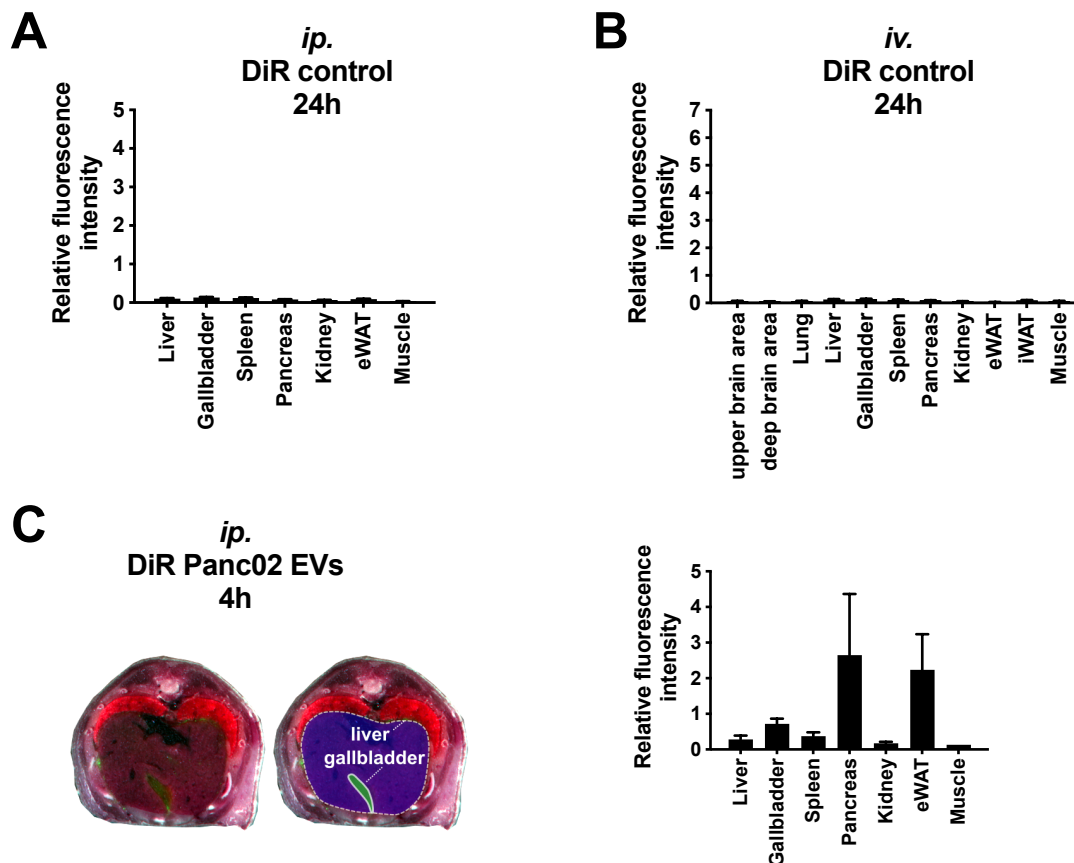 A
ip.
DiR control
24h
Relative fluorescence
intensity
5
4
3
2
1
0
Liver
Gallbladder
Spleen
Pancreas
Kidney
eWAT
Muscle
B
iv.
DiR control
24h
Relative fluorescence
intensity
7
6
5
4
3
2
1
0
upper brain area
deep brain area
Lung
Liver
Gallbladder
Spleen
Pancreas
Kidney
eWAT
iWAT
Muscle
C
ip.
DiR Panc02 EVs
4h
liver
gallbladder
Relative fluorescence
intensity
5
4
3
2
1
0
Liver
Gallbladder
Spleen
Pancreas
Kidney
eWAT
Muscle